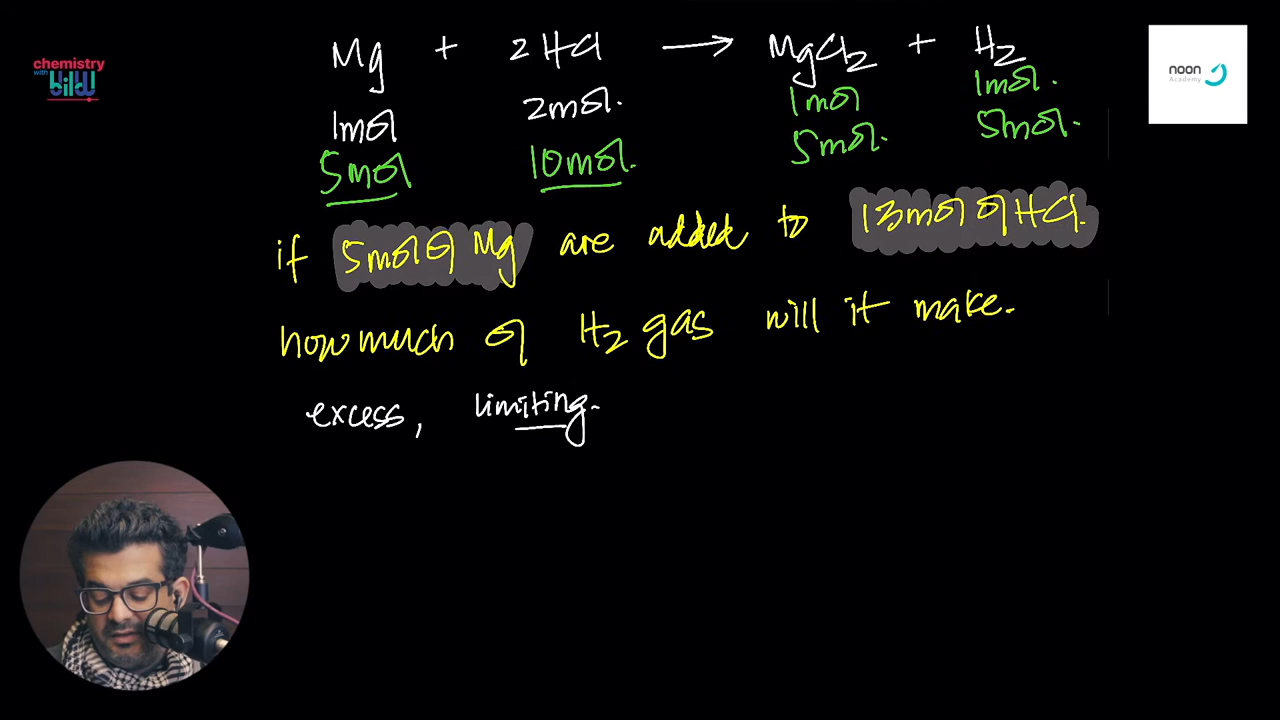 Mg + 2HCl → MgCl2 + H2
1mol 2mol. 1mol 1mol.
5mol 10mol. 5mol. 5mol.
if 5mol of Mg are added to 13mol of HCl.
how much of H2 gas will it make.
excess, limiting.
chemistry
with
bilal
noon
Academy